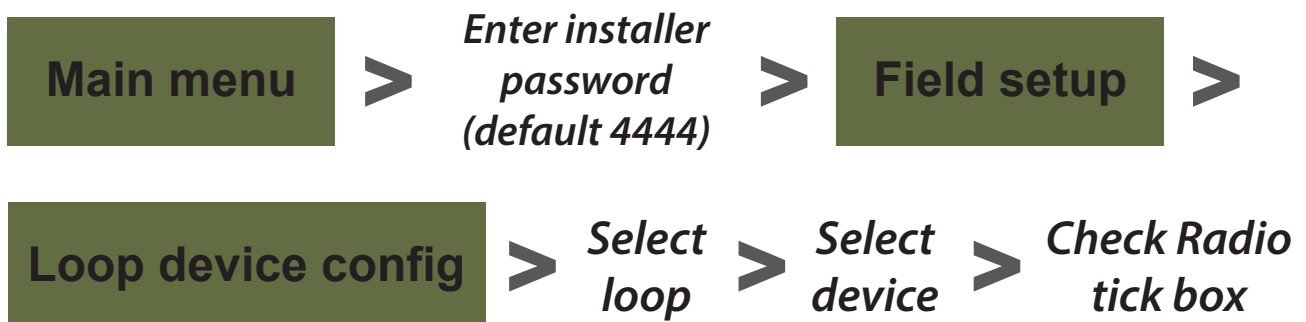 Main menu > Enter installer password (default 4444) > Field setup >
Loop device config > Select loop > Select device > Check Radio tick box